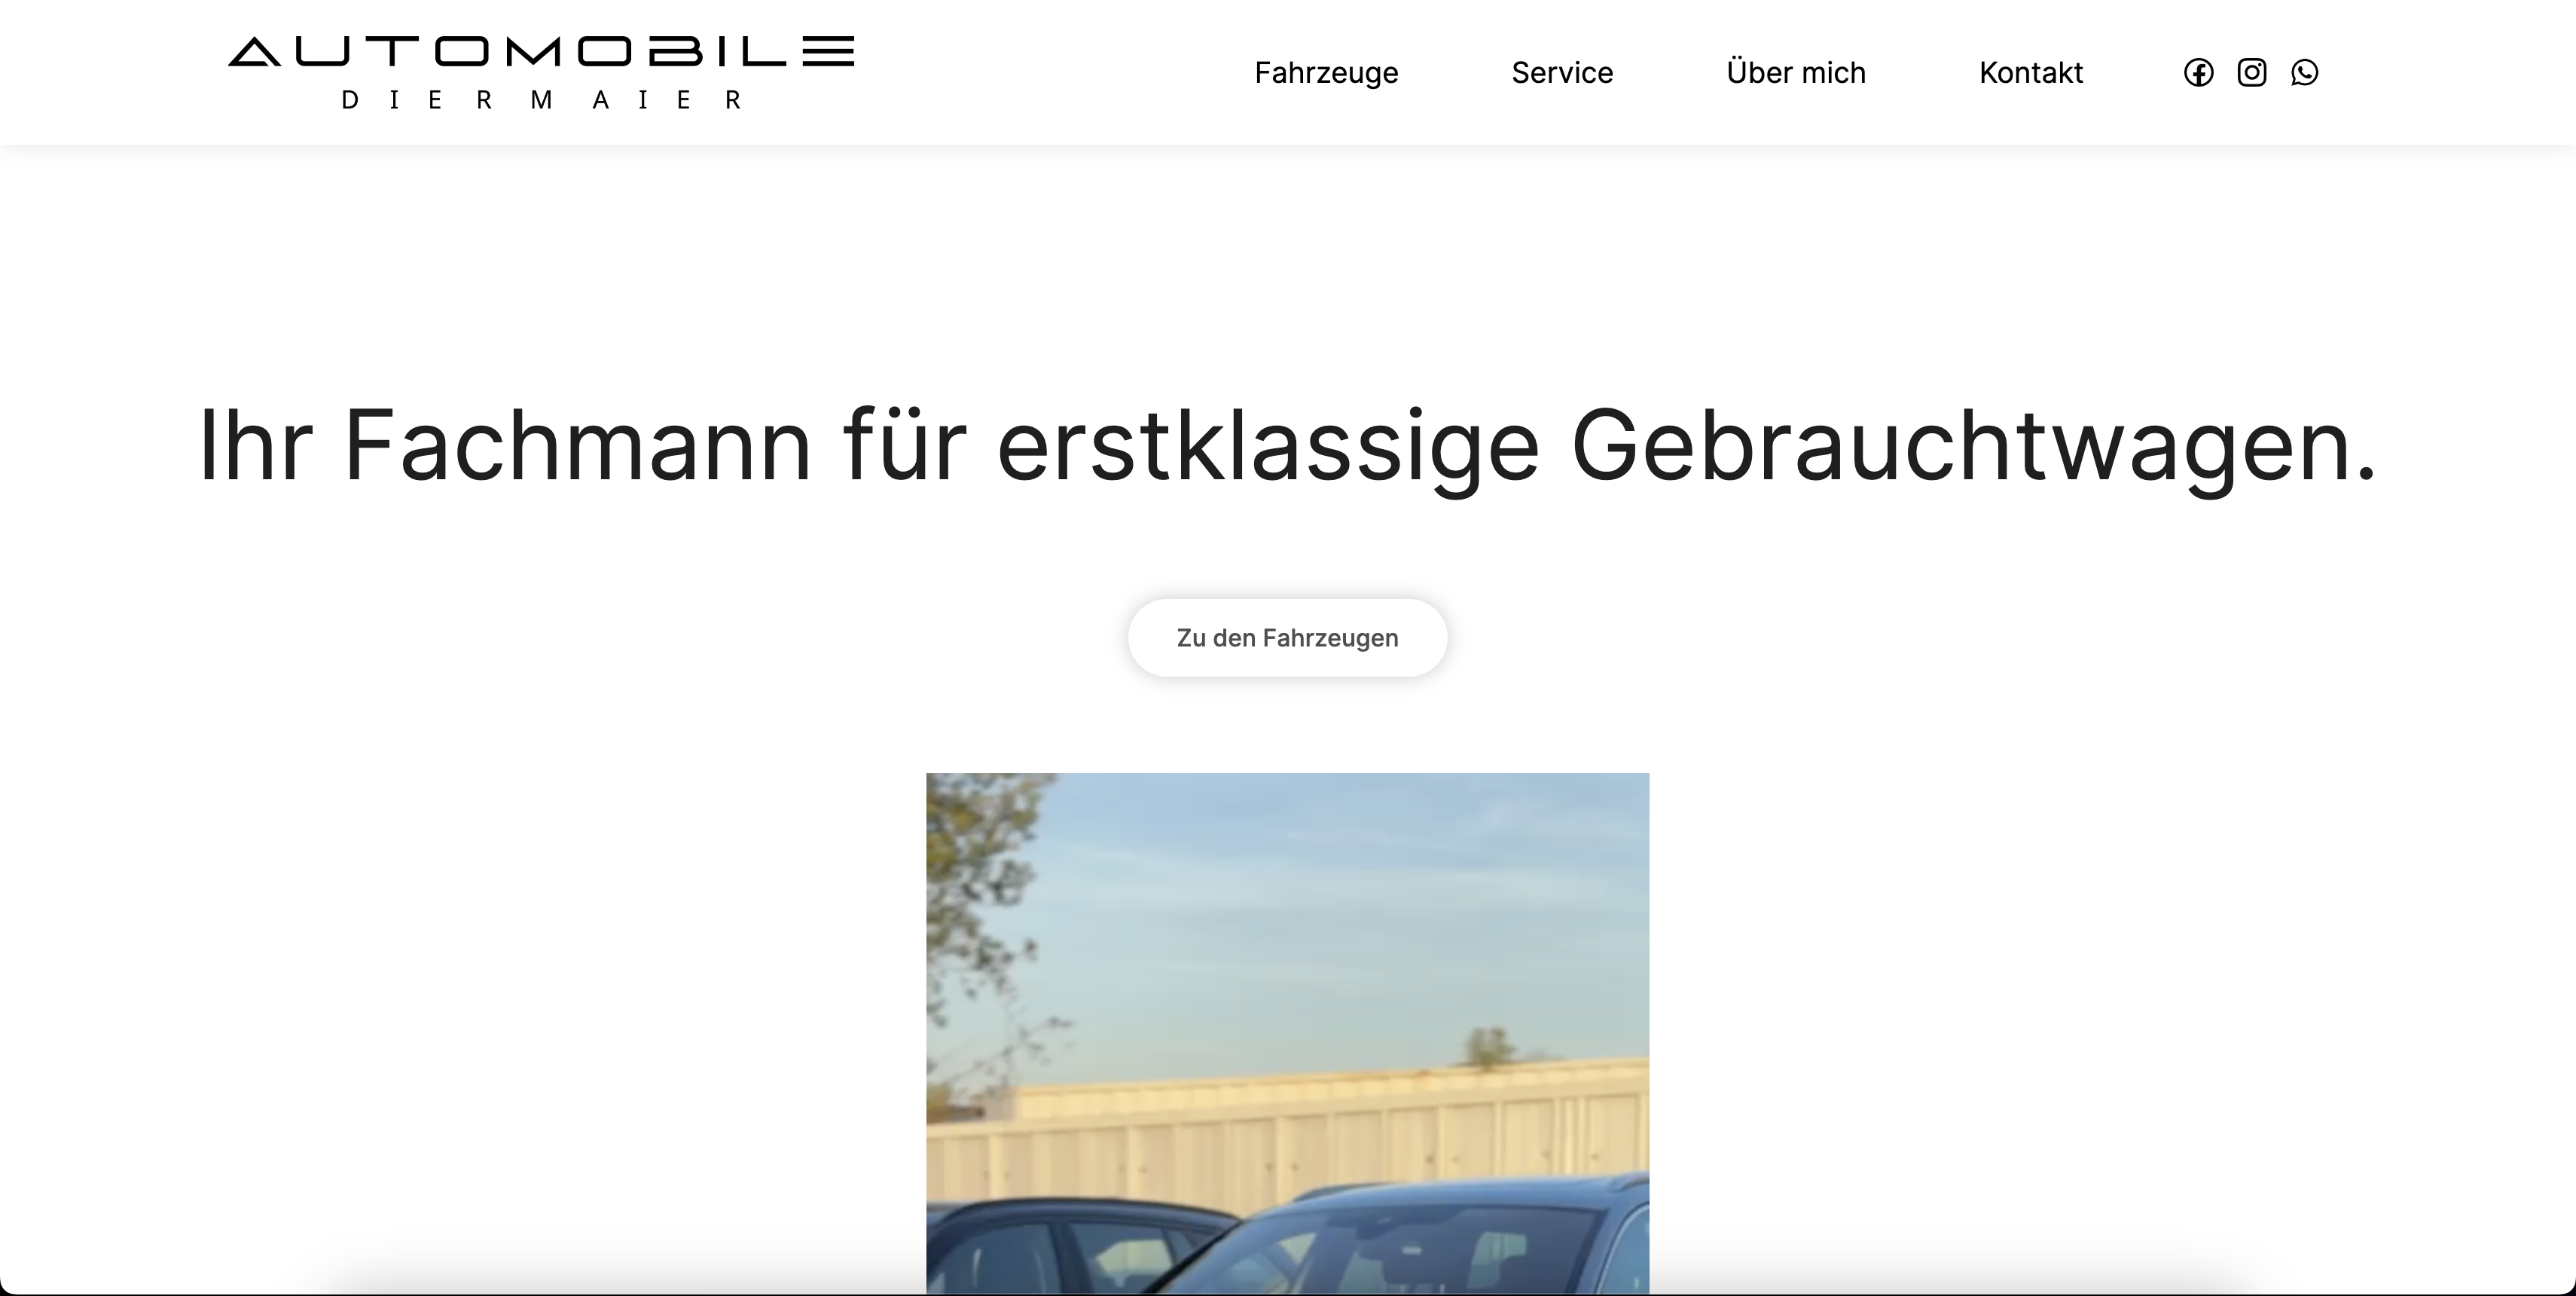 AUTOMOBILE
DIERMAIER
Fahrzeuge
Service
Über mich
Kontakt
Ihr Fachmann für erstklassige Gebrauchtwagen.
Zu den Fahrzeugen